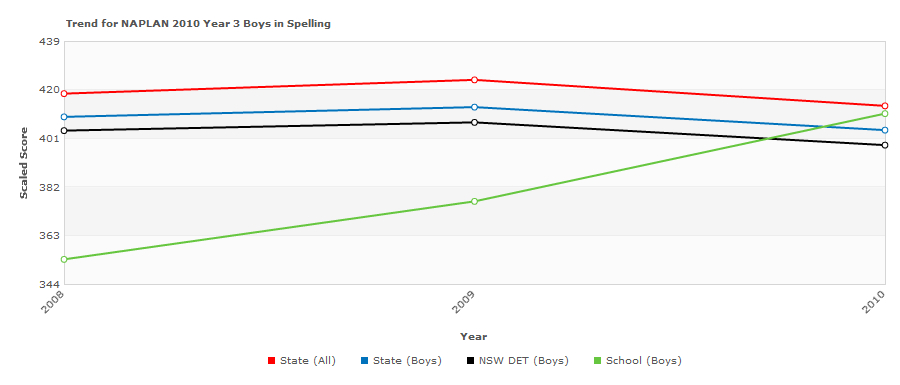 Trend for NAPLAN 2010 Year 3 Boys in Spelling
439
420
401
382
363
344
Scaled Score
2008
2009
2010
Year
State (All) State (Boys) NSW DET (Boys) School (Boys)